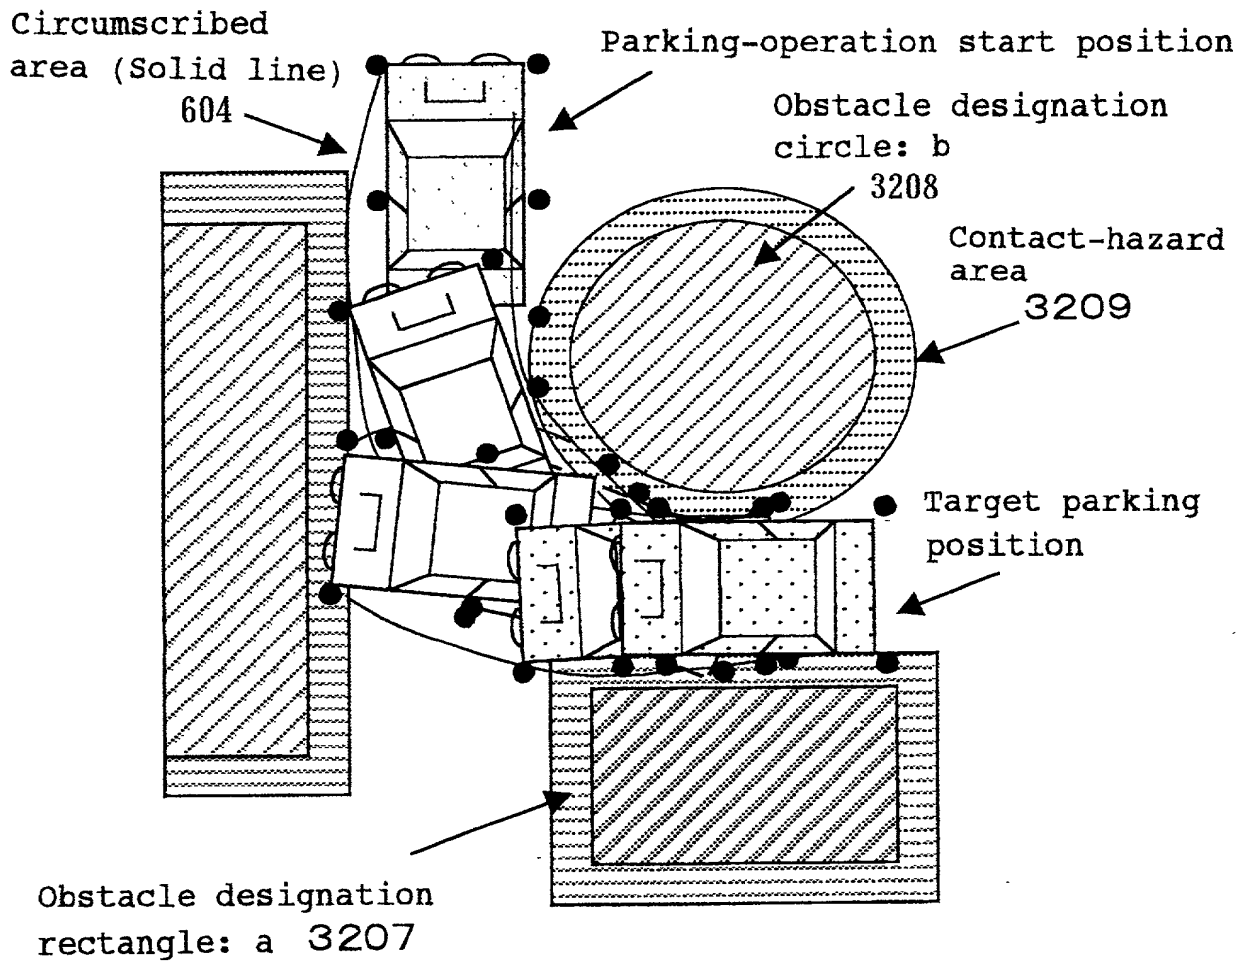 Circumscribed
area (Solid line)
604
Parking-operation start position
Obstacle designation
circle: b
3208
Contact-hazard
area
3209
Target parking
position
Obstacle designation
rectangle: a 3207